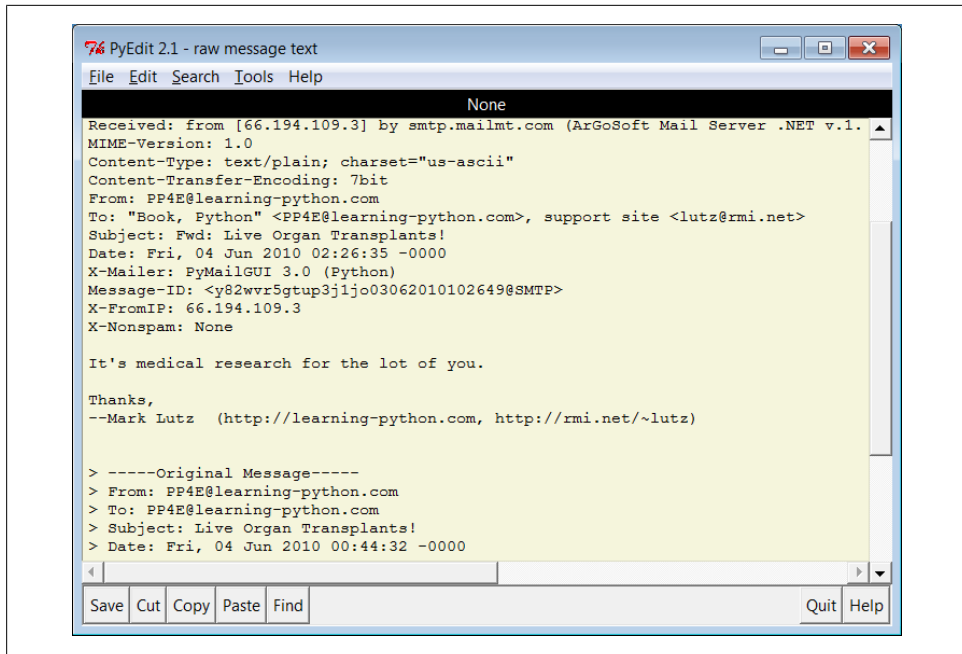 PyEdit 2.1 - raw message text
File Edit Search Tools Help
None
Received: from [66.194.109.3] by smtp.mailmt.com (ArGoSoft Mail Server .NET v.1.
MIME-Version: 1.0
Content-Type: text/plain; charset="us-ascii"
Content-Transfer-Encoding: 7bit
From: PP4E@learning-python.com
To: "Book, Python" <PP4E@learning-python.com>, support site <lutz@rmi.net>
Subject: Fwd: Live Organ Transplants!
Date: Fri, 04 Jun 2010 02:26:35 -0000
X-Mailer: PyMailGUI 3.0 (Python)
Message-ID: <y82wvr5gtup3j1jo03062010102649@SMTP>
X-FromIP: 66.194.109.3
X-Nonspam: None
It's medical research for the lot of you.
Thanks,
--Mark Lutz  (http://learning-python.com, http://rmi.net/~lutz)
> -----Original Message-----
> From: PP4E@learning-python.com
> To: PP4E@learning-python.com
> Subject: Live Organ Transplants!
> Date: Fri, 04 Jun 2010 00:44:32 -0000
Save Cut Copy Paste Find Quit Help